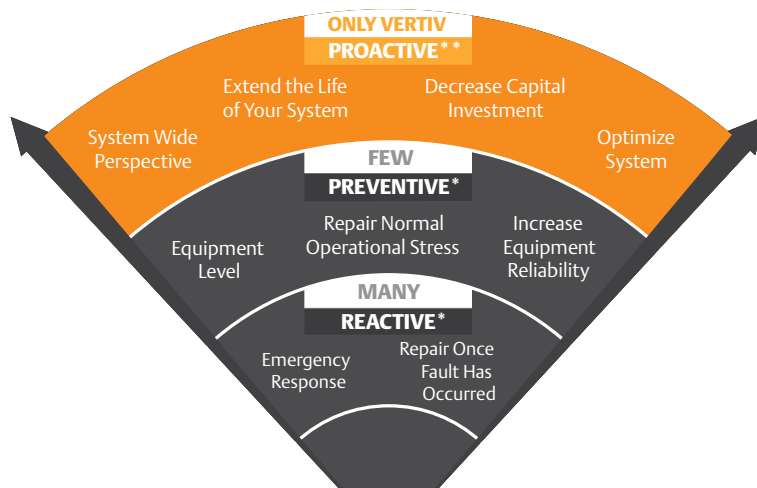 ONLY VERTIV
PROACTIVE**
Extend the Life
of Your System
Decrease Capital
Investment
System Wide
Perspective
Optimize
System
FEW
PREVENTIVE*
Equipment
Level
Repair Normal
Operational Stress
Increase
Equipment
Reliability
MANY
REACTIVE*
Emergency
Response
Repair Once
Fault Has
Occurred